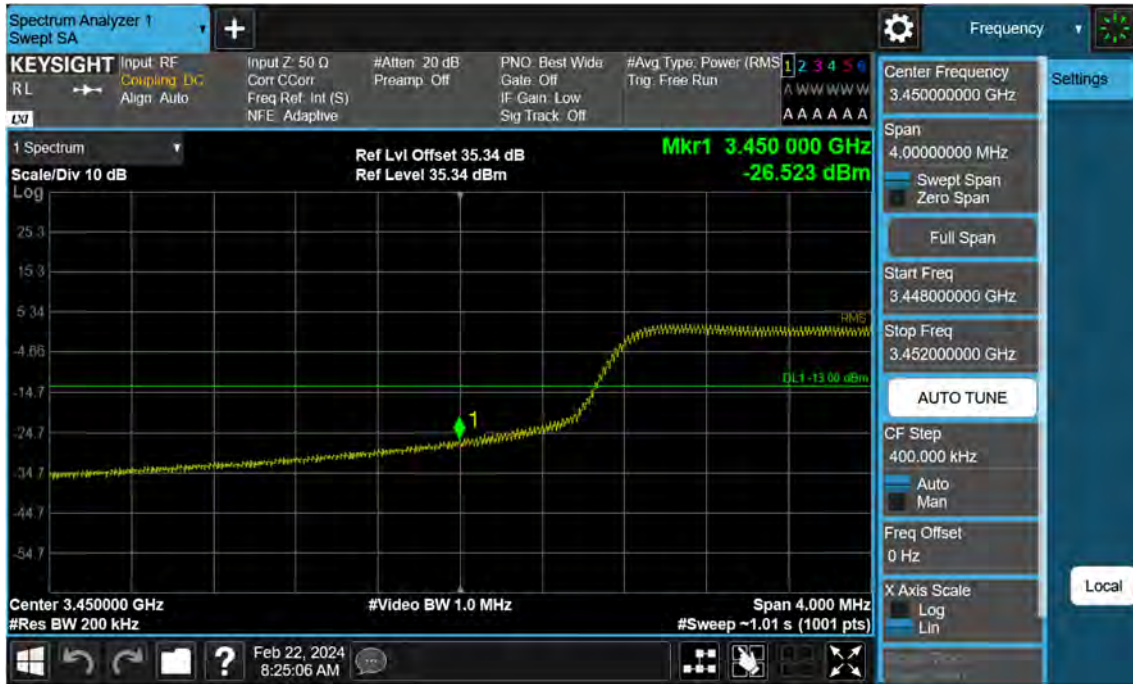 Spectrum Analyzer 1
Swept SA
+
Frequency
KEYSIGHT
RL
LXI
Input: RF
Coupling: DC
Align: Auto
Input Z: 50 Ω
Corr CCorr
Freq Ref: Int (S)
NFE: Adaptive
#Atten: 20 dB
Preamp: Off
PNO: Best Wide
Gate: Off
IF Gain: Low
Sig Track: Off
#Avg Type: Power (RMS
Trig: Free Run
1 2 3 4 5 6
A W W W W W
A A A A A A
1 Spectrum
Scale/Div 10 dB
Ref Lvl Offset 35.34 dB
Ref Level 35.34 dBm
Mkr1 3.450 000 GHz
-26.523 dBm
Log
25.3
15.3
5.34
-4.66
-14.7
-24.7
-34.7
-44.7
-54.7
RMS
DL1 -13.00 dBm
1
Center 3.450000 GHz
#Res BW 200 kHz
#Video BW 1.0 MHz
Span 4.000 MHz
#Sweep ~1.01 s (1001 pts)
?
Feb 22, 2024
8:25:06 AM
Center Frequency
3.450000000 GHz
Settings
Span
4.00000000 MHz
Swept Span
Zero Span
Full Span
Start Freq
3.448000000 GHz
Stop Freq
3.452000000 GHz
AUTO TUNE
CF Step
400.000 kHz
Auto
Man
Freq Offset
0 Hz
X Axis Scale
Log
Lin
Local